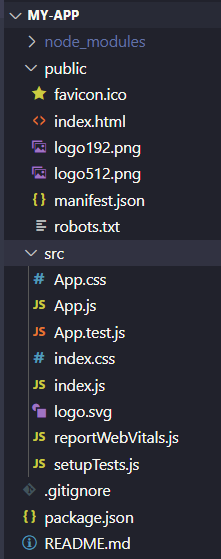 MY-APP
node_modules
public
favicon.ico
index.html
logo192.png
logo512.png
manifest.json
robots.txt
src
App.css
App.js
App.test.js
index.css
index.js
logo.svg
reportWebVitals.js
setupTests.js
.gitignore
package.json
README.md